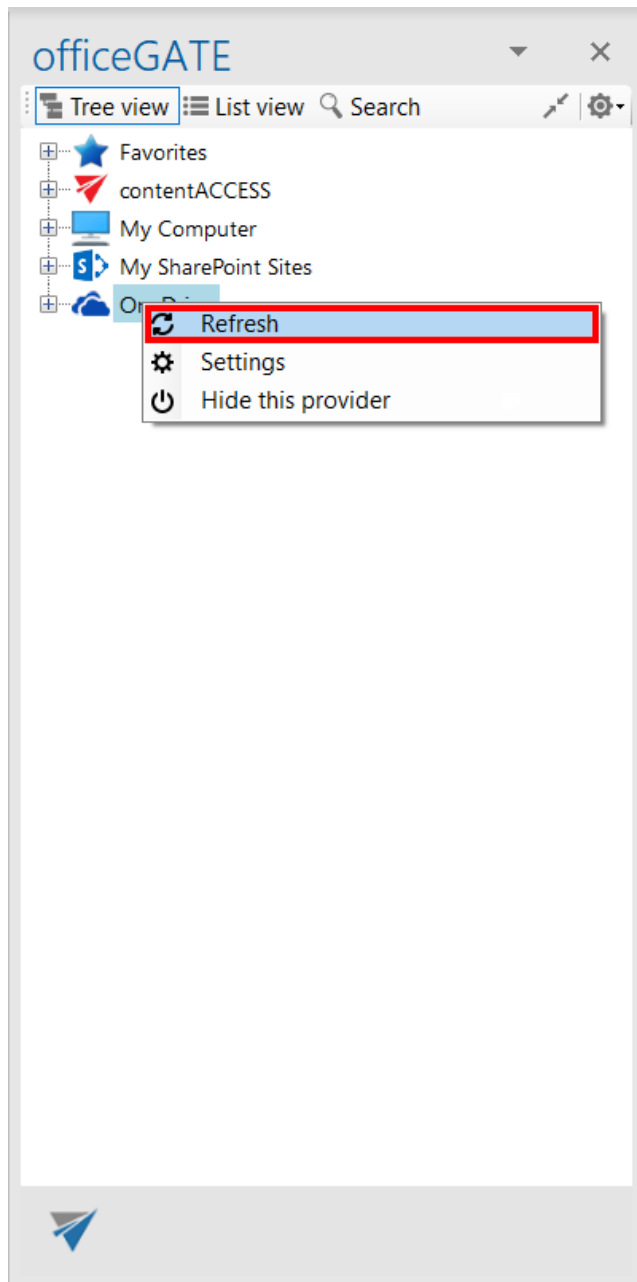 officeGATE
Tree view List view Search
Favorites
contentACCESS
My Computer
My SharePoint Sites
Refresh
Settings
Hide this provider